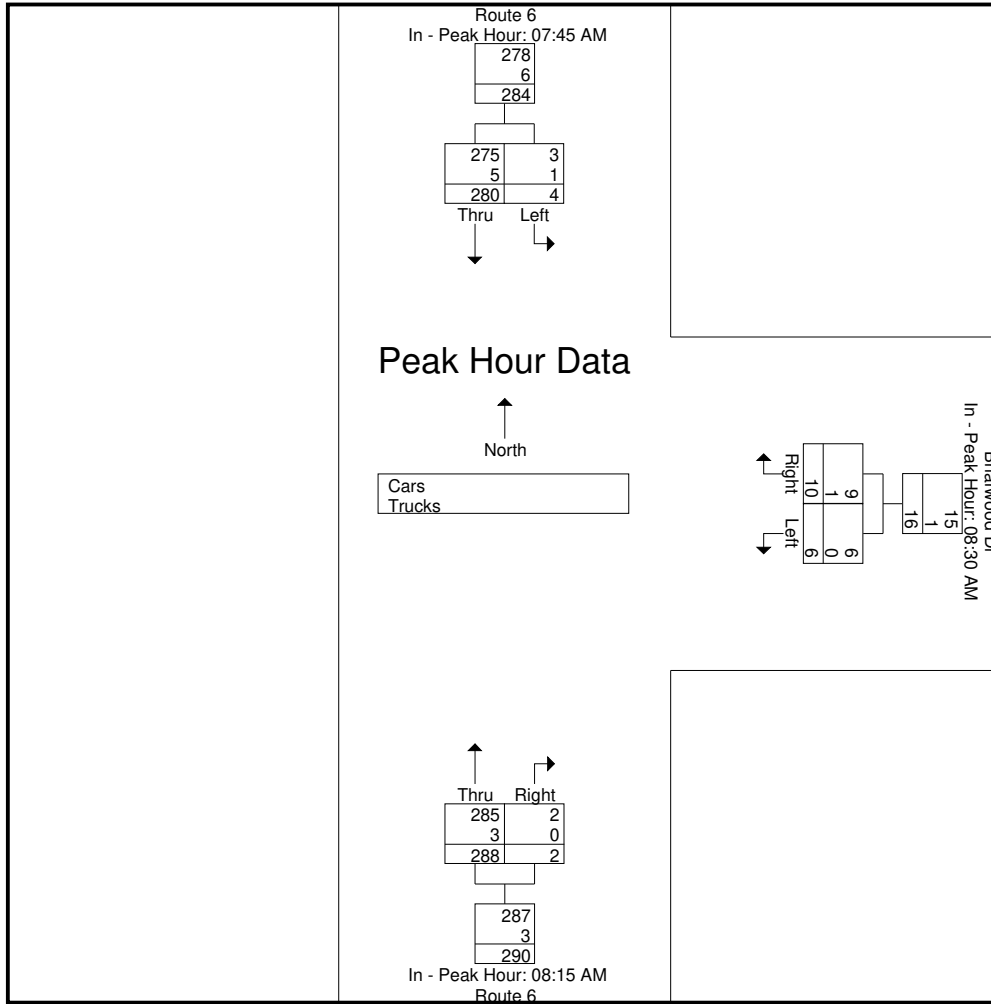 Route 6
In - Peak Hour: 07:45 AM
278
6
284
275 3
5 1
280 4
Thru Left
Peak Hour Data
North
Cars
Trucks
In - Peak Hour: 08:30 AM
15
1
16
9 6
1 0
10 6
Right Left
Thru Right
285 2
3 0
288 2
287
3
290
In - Peak Hour: 08:15 AM
Route 6